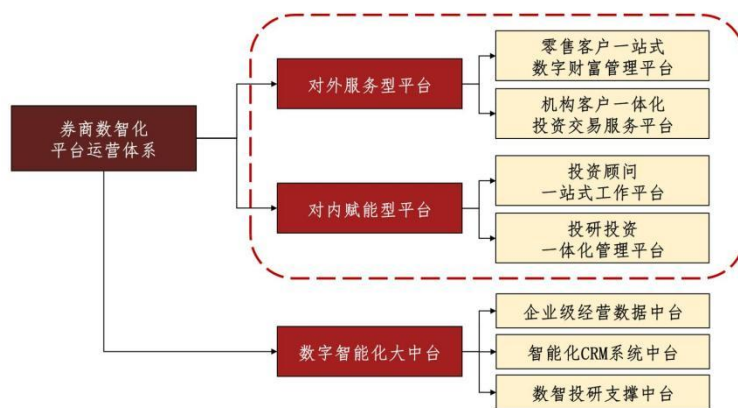 券商数智化
平台运营体系
对外服务型平台
零售客户一站式
数字财富管理平台
机构客户一体化
投资交易服务平台
对内赋能型平台
投资顾问
一站式工作平台
投研投资
一体化管理平台
数字智能化大中台
企业级经营数据中台
智能化CRM系统中台
数智投研支撑中台